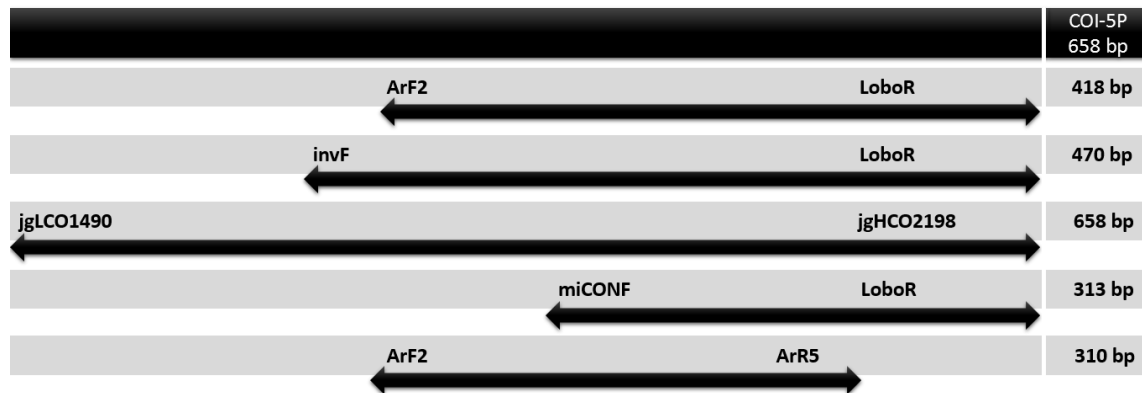 COI-5P
658 bp
ArF2 LoboR 418 bp
invF LoboR 470 bp
jgLCO1490 jgHCO2198 658 bp
miCONF LoboR 313 bp
ArF2 ArR5 310 bp